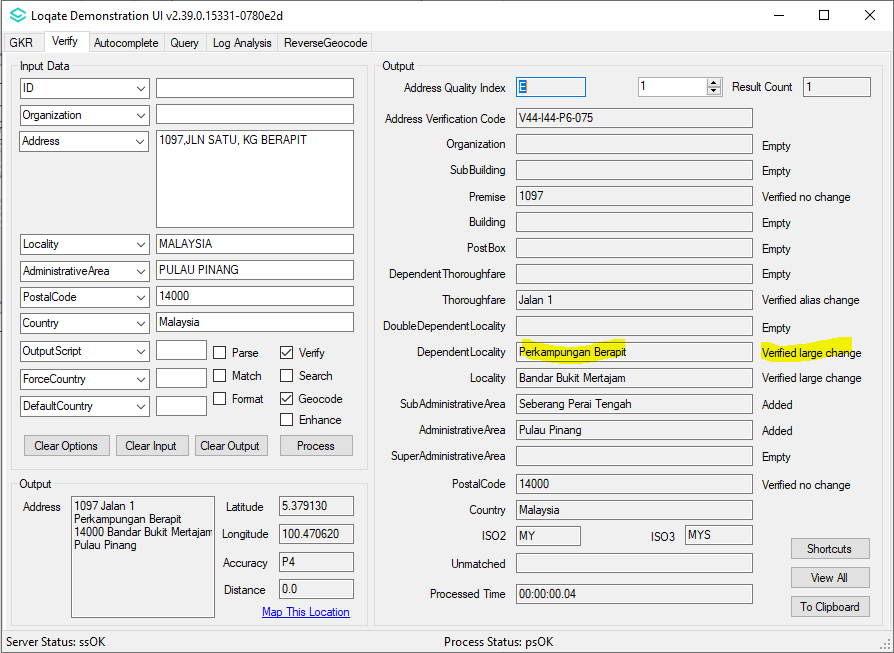 Loqate Demonstration UI v2.39.0.15331-0780e2d
GKR Verify Autocomplete Query Log Analysis ReverseGeocode
Input Data
ID
Organization
Address 1097,JLN SATU, KG BERAPIT
Locality MALAYSIA
AdministrativeArea PULAU PINANG
PostalCode 14000
Country Malaysia
OutputScript Parse Verify
ForceCountry Match Search
DefaultCountry Format Geocode
Enhance
Clear Options Clear Input Clear Output Process
Output
Address 1097 Jalan 1
Perkampungan Berapit
14000 Bandar Bukit Mertajam
Pulau Pinang
Latitude 5.379130
Longitude 100.470620
Accuracy P4
Distance 0.0
Map This Location
Output
Address Quality Index E 1 Result Count 1
Address Verification Code V44-I44-P6-075
Organization Empty
SubBuilding Empty
Premise 1097 Verified no change
Building Empty
PostBox Empty
DependentThoroughfare Empty
Thoroughfare Jalan 1 Verified alias change
DoubleDependentLocality Empty
DependentLocality Perkampungan Berapit Verified large change
Locality Bandar Bukit Mertajam Verified large change
SubAdministrativeArea Seberang Perai Tengah Added
AdministrativeArea Pulau Pinang Added
SuperAdministrativeArea Empty
PostalCode 14000 Verified no change
Country Malaysia
ISO2 MY ISO3 MYS
Unmatched
Processed Time 00:00:00.04
Shortcuts
View All
To Clipboard
Server Status: ssOK Process Status: psOK